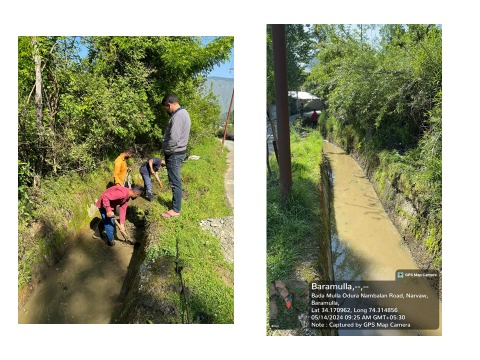 GPS Map Camera
Baramulla,-,--,
Bada Mulla Odura Nambalan Road, Narvaw,
Baramulla,
Lat 34.170962, Long 74.314856
05/14/2024 09:25 AM GMT+05:30
Note : Captured by GPS Map Camera